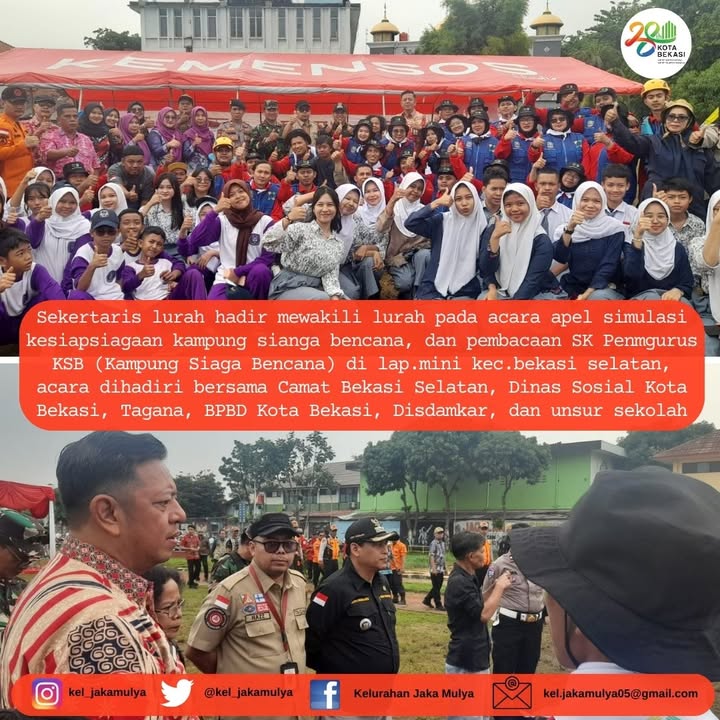 28
KOTA
BEKASI
KEMENSOS
Sekertaris lurah hadir mewakili lurah pada acara apel simulasi
kesiapsiagaan kampung sianga bencana, dan pembacaan SK Penmgurus
KSB (Kampung Siaga Bencana) di lap.mini kec.bekasi selatan,
acara dihadiri bersama Camat Bekasi Selatan, Dinas Sosial Kota
Bekasi, Tagana, BPBD Kota Bekasi, Disdamkar, dan unsur sekolah
kel_jakamulya
@kel_jakamulya
Kelurahan Jaka Mulya
kel.jakamulya05@gmail.com